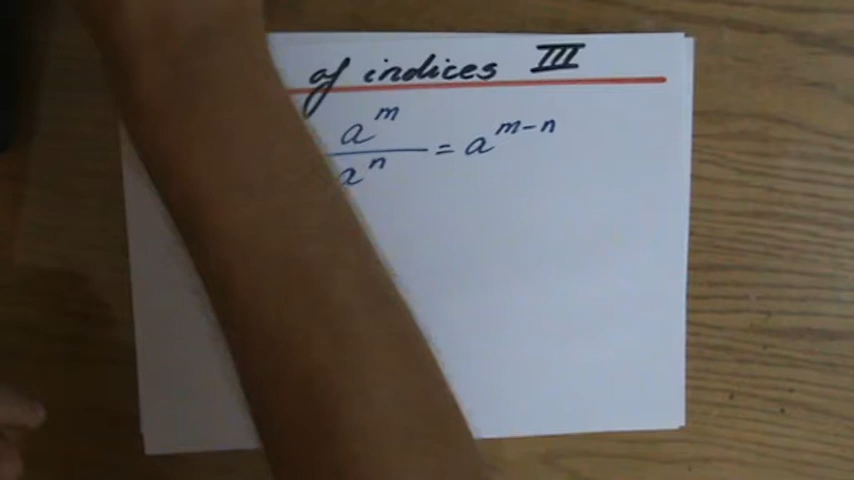 of indices III
a^m / a^n = a^{m-n}